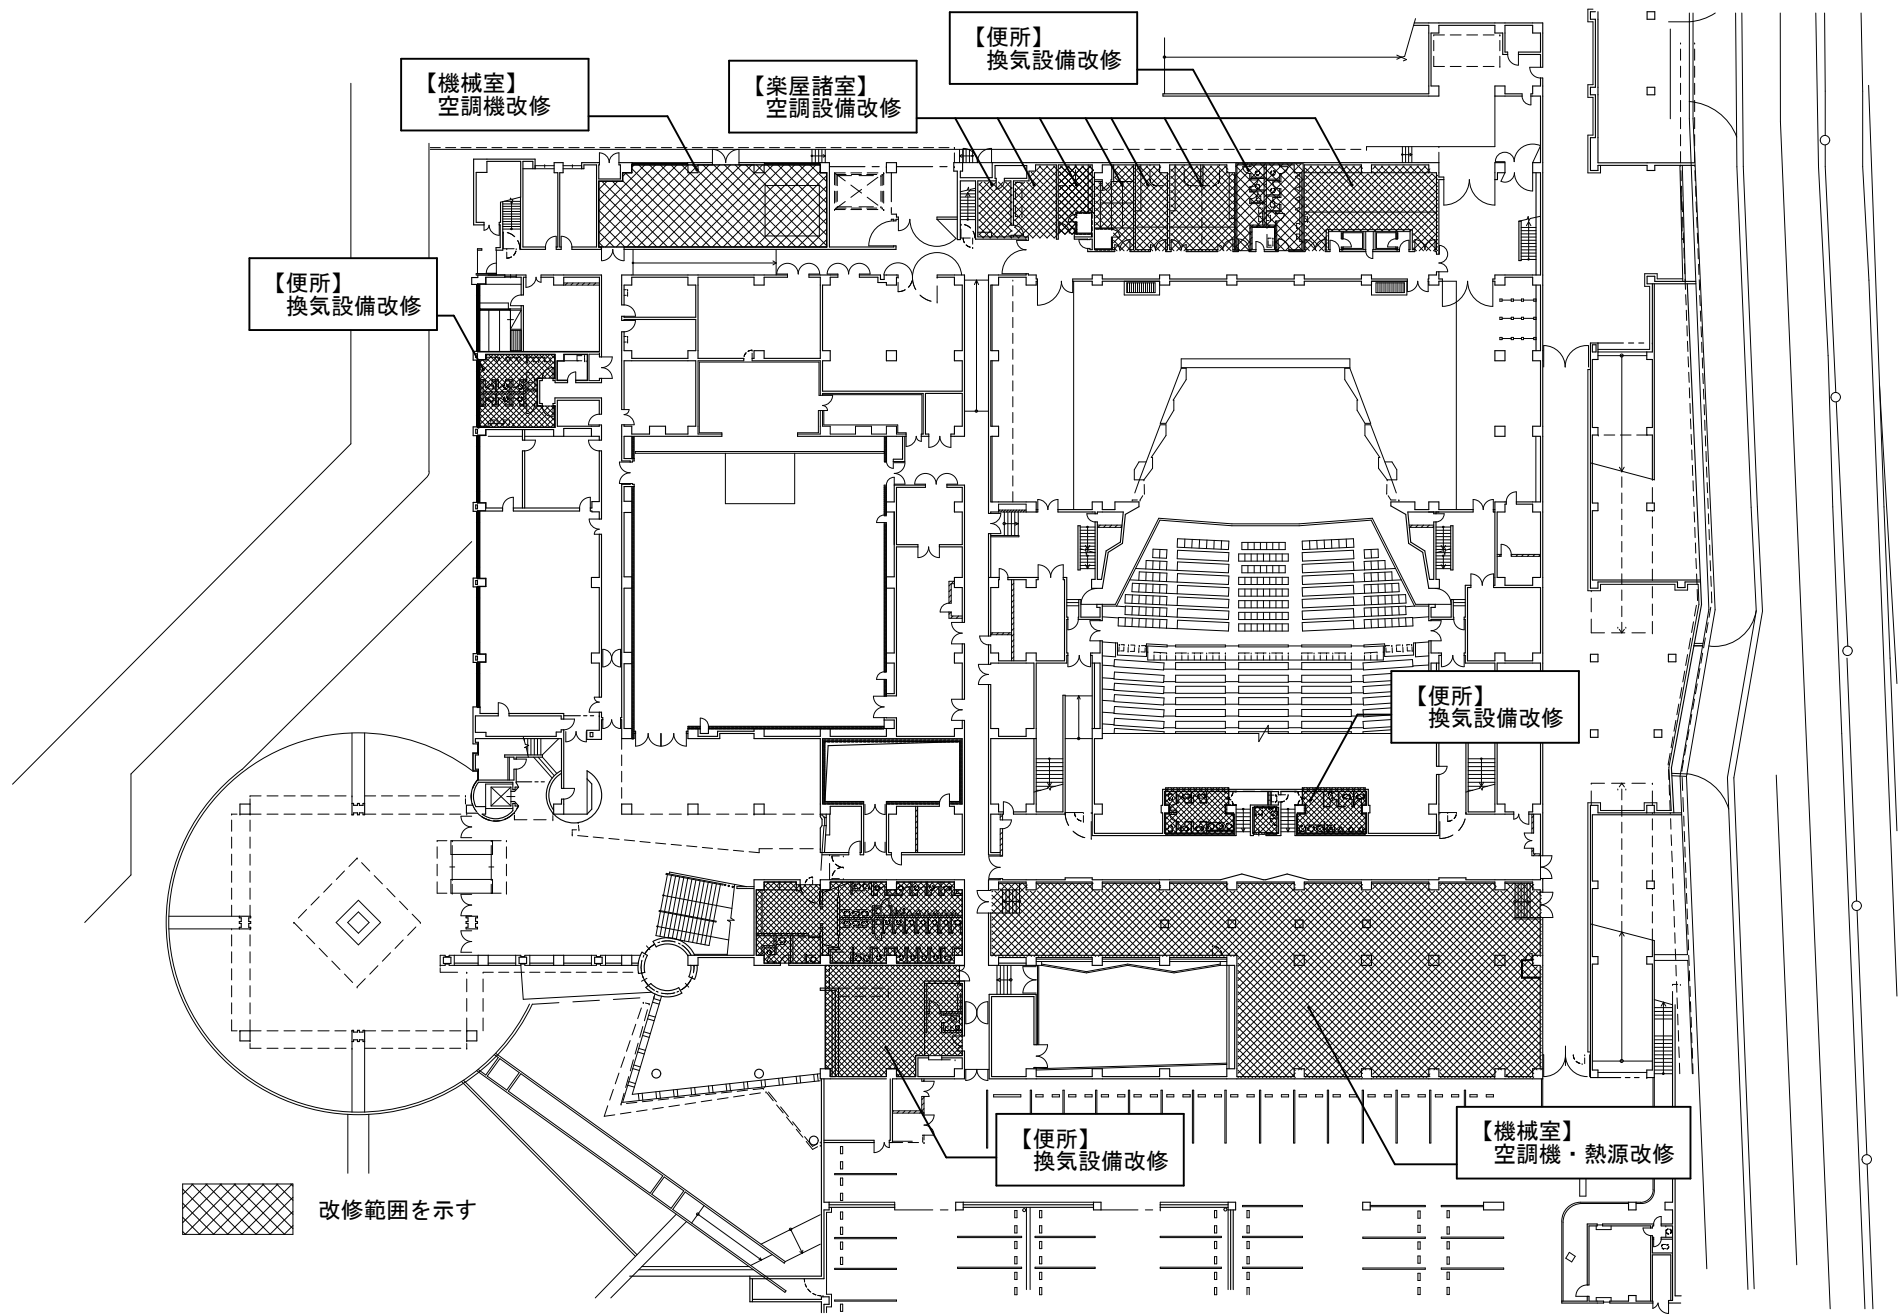 【便所】
換気設備改修
【機械室】
空調機改修
【楽屋諸室】
空調設備改修
【便所】
換気設備改修
【便所】
換気設備改修
【便所】
換気設備改修
【機械室】
空調機・熱源改修
改修範囲を示す